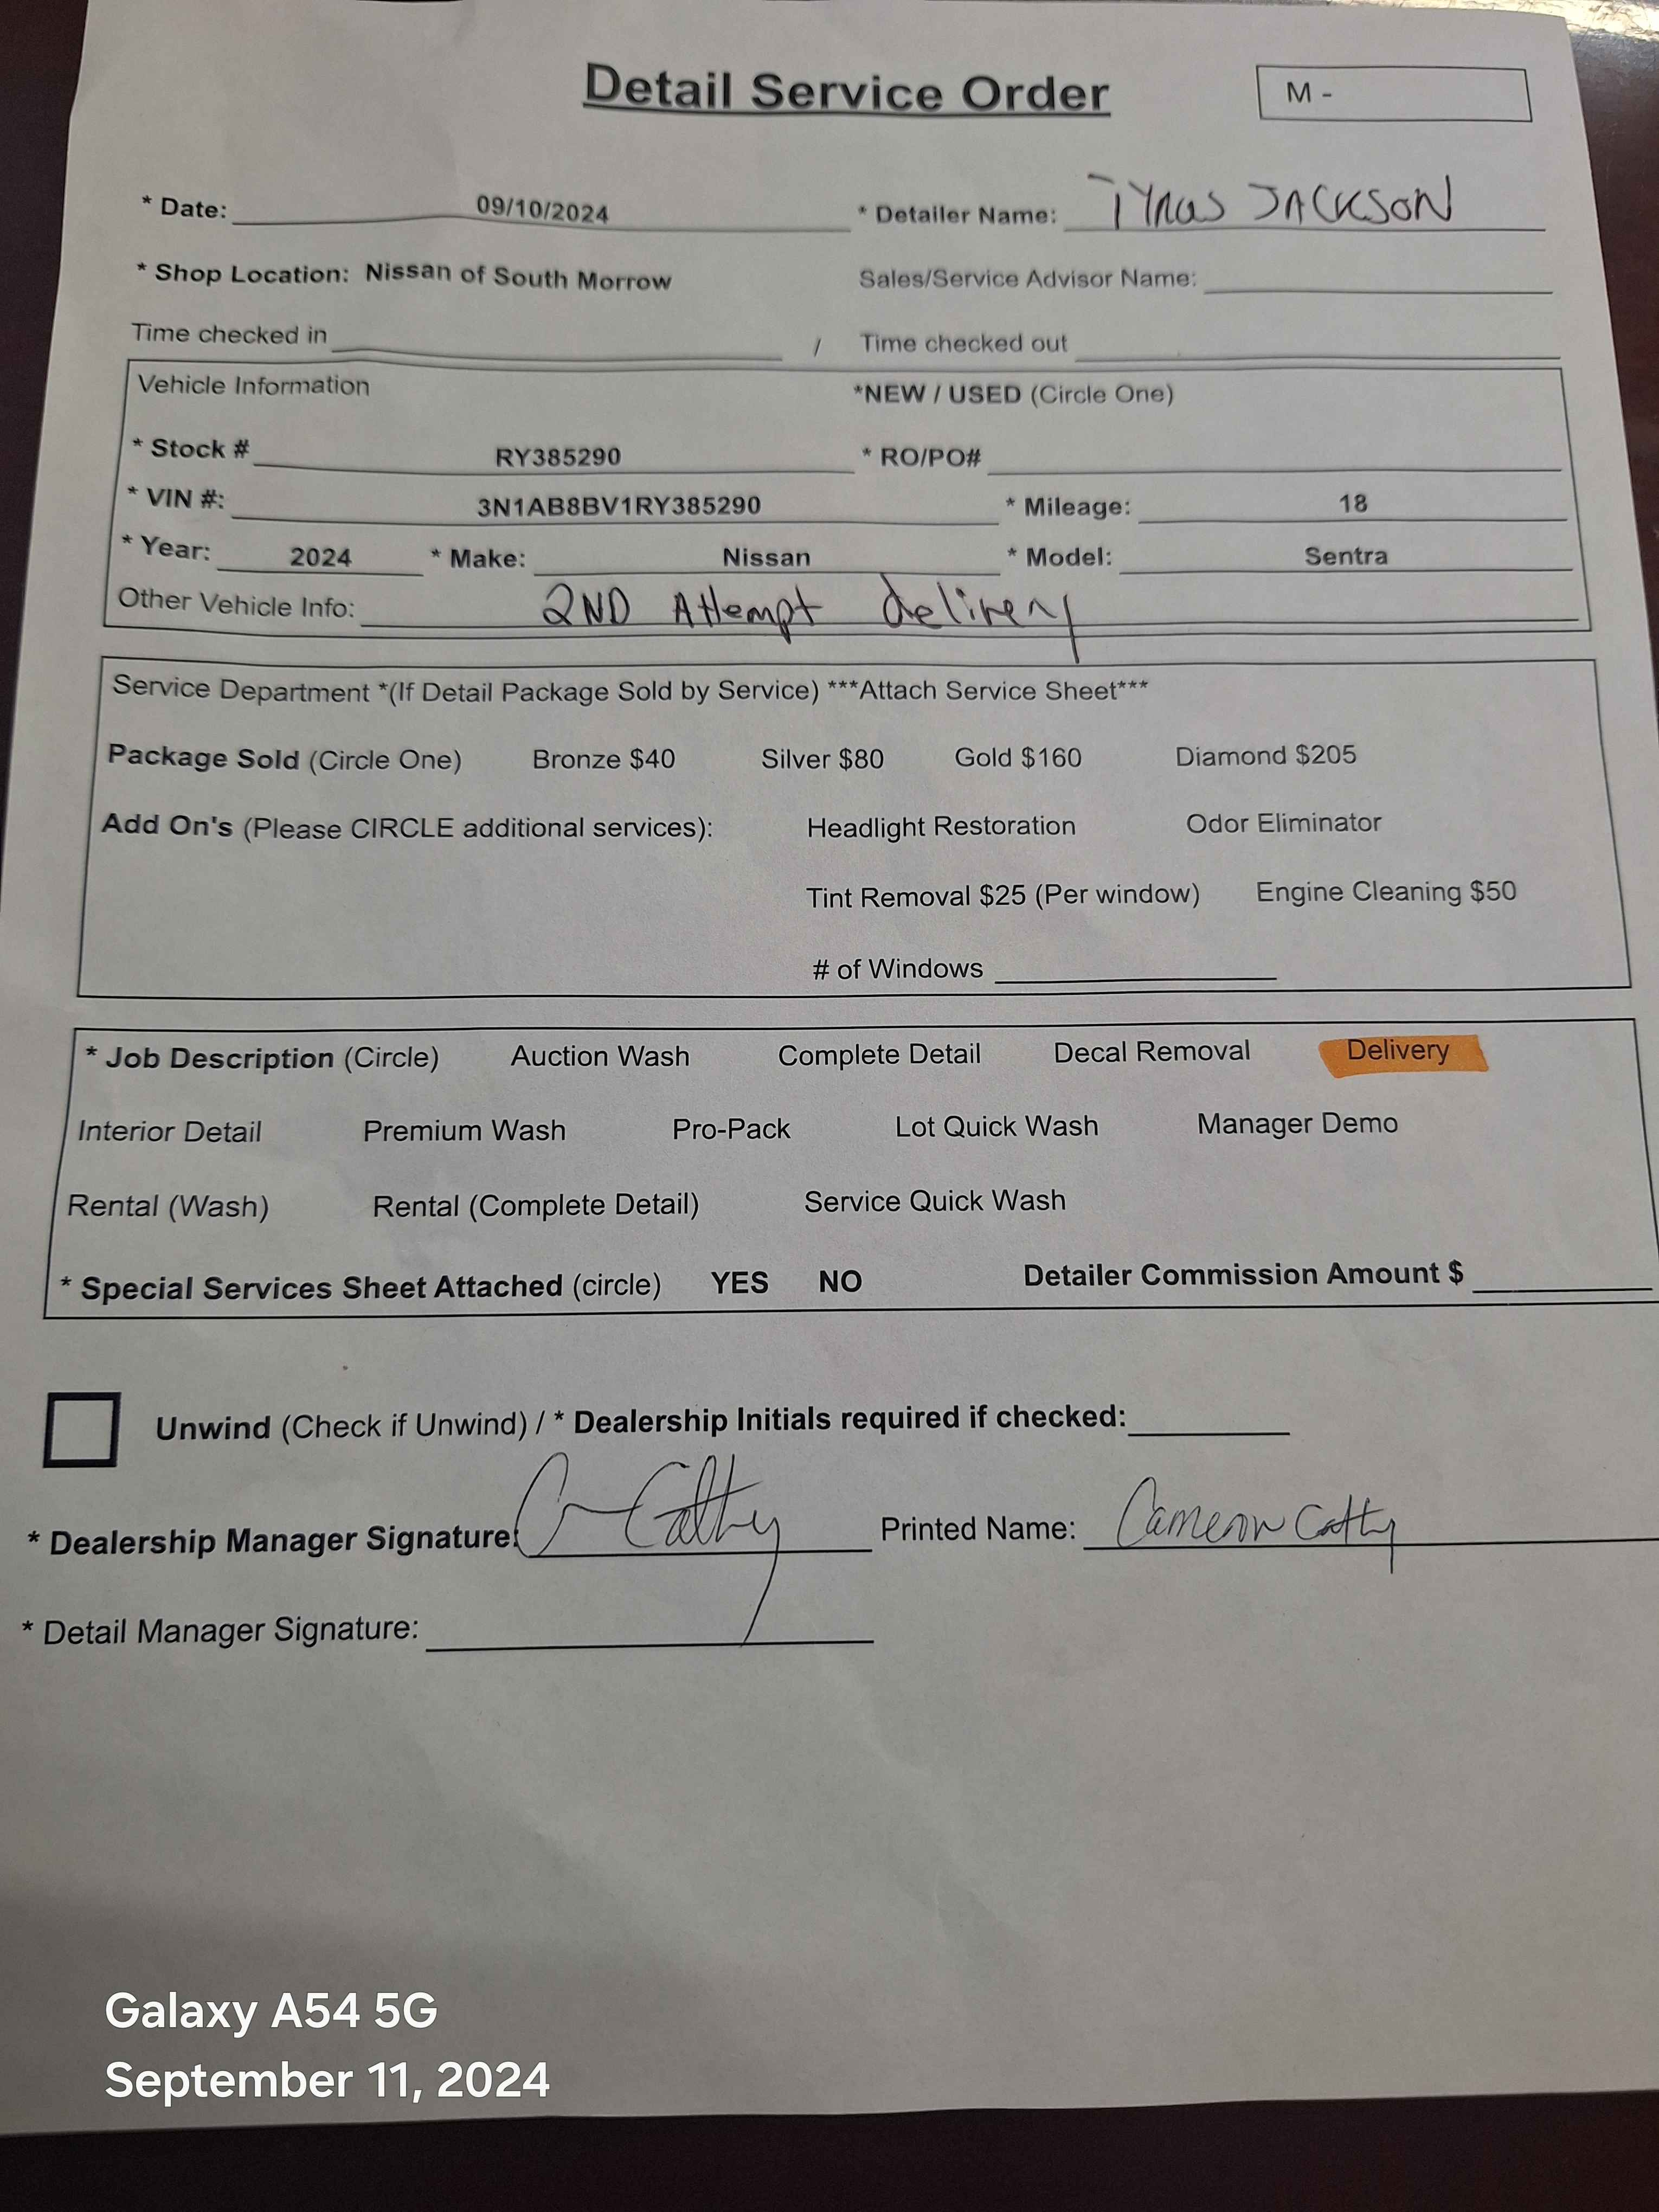 Detail Service Order
M -
* Date: 09/10/2024 * Detailer Name: TYRUS JACKSON
* Shop Location: Nissan of South Morrow Sales/Service Advisor Name:
Time checked in / Time checked out
Vehicle Information *NEW / USED (Circle One)
* Stock # RY385290 * RO/PO#
* VIN #: 3N1AB8BV1RY385290 * Mileage: 18
* Year: 2024 * Make: Nissan * Model: Sentra
Other Vehicle Info: 2ND Attempt delivery
Service Department *(If Detail Package Sold by Service) ***Attach Service Sheet***
Package Sold (Circle One) Bronze $40 Silver $80 Gold $160 Diamond $205
Add On's (Please CIRCLE additional services): Headlight Restoration Odor Eliminator
Tint Removal $25 (Per window) Engine Cleaning $50
# of Windows
* Job Description (Circle) Auction Wash Complete Detail Decal Removal Delivery
Interior Detail Premium Wash Pro-Pack Lot Quick Wash Manager Demo
Rental (Wash) Rental (Complete Detail) Service Quick Wash
* Special Services Sheet Attached (circle) YES NO Detailer Commission Amount $
Unwind (Check if Unwind) / * Dealership Initials required if checked:
* Dealership Manager Signature: C Cathy Printed Name: Cameron Cathy
* Detail Manager Signature:
Galaxy A54 5G
September 11, 2024